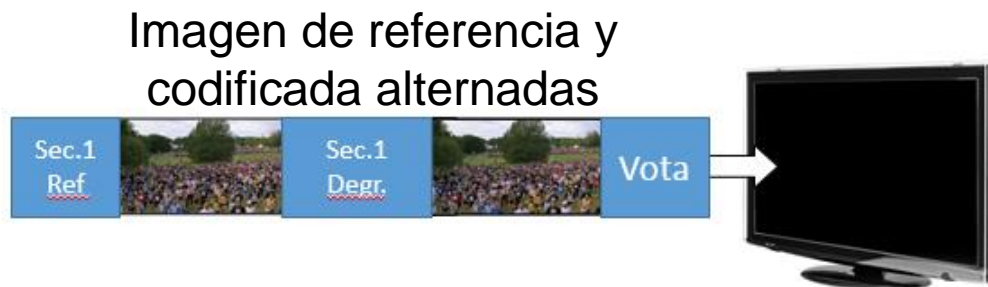 Imagen de referencia y
codificada alternadas
Sec.1
Ref
Sec.1
Degr.
Vota